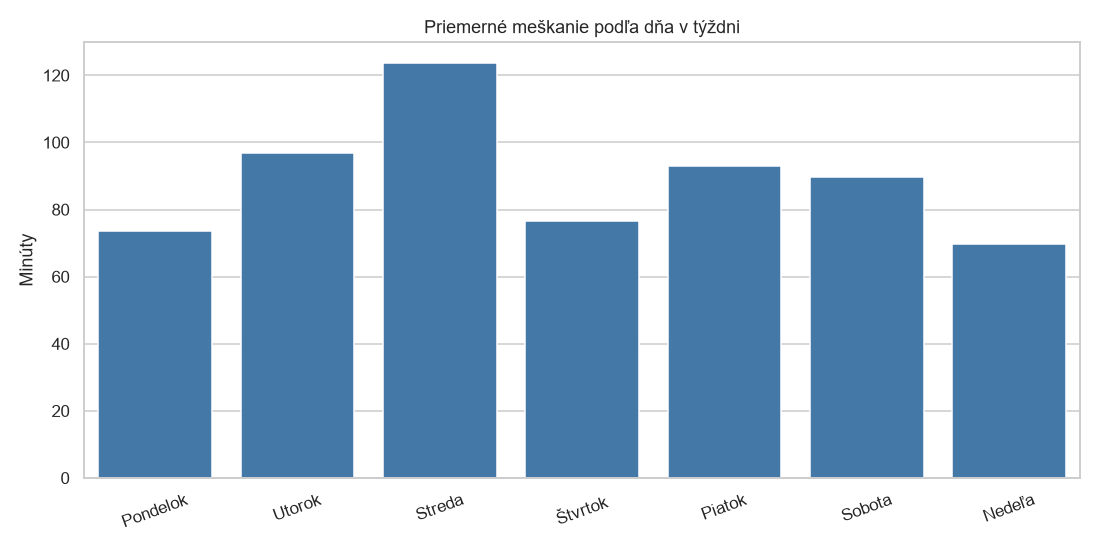 Priemerné meškanie podľa dňa v týždni
Minúty
120
100
80
60
40
20
0
Pondelok
Utorok
Streda
Štvrtok
Piatok
Sobota
Nedeľa